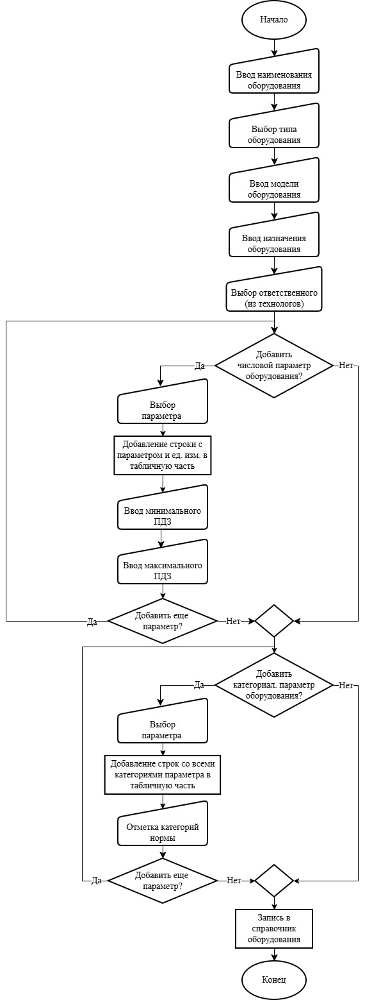 Начало
Ввод наименования
оборудования
Выбор типа
оборудования
Ввод модели
оборудования
Ввод назначения
оборудования
Выбор ответственного
(из технологов)
Добавить
числовой параметр
оборудования?
Да
Нет
Выбор
параметра
Добавление строки с
параметром и ед. изм. в
табличную часть
Ввод минимального
ПДЗ
Ввод максимального
ПДЗ
Добавить еще
параметр?
Да
Нет
Добавить
категориал. параметр
оборудования?
Да
Нет
Выбор
параметра
Добавление строк со всеми
категориями параметра в
табличную часть
Отметка категорий
нормы
Добавить еще
параметр?
Да
Нет
Запись в
справочник
оборудования
Конец